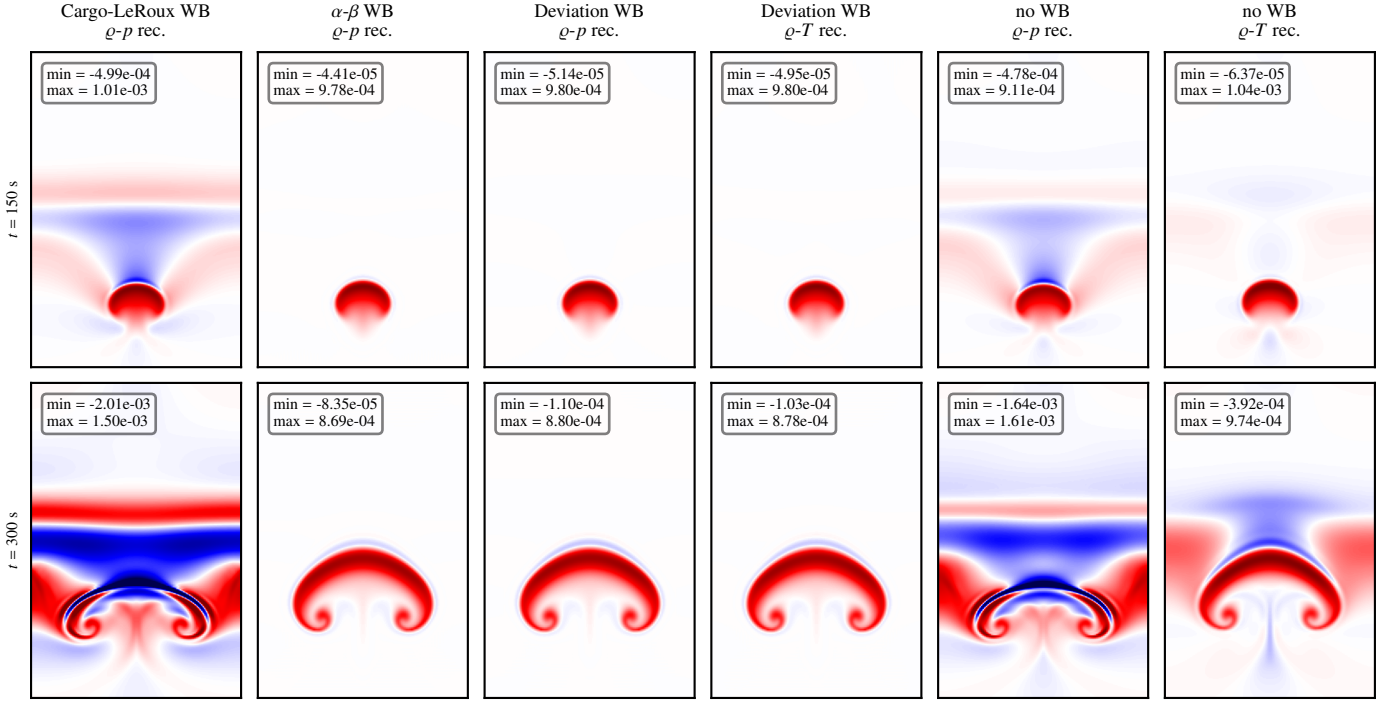 Cargo-LeRoux WB
ϱ-p rec.
α-β WB
ϱ-p rec.
Deviation WB
ϱ-p rec.
Deviation WB
ϱ-T rec.
no WB
ϱ-p rec.
no WB
ϱ-T rec.
t = 150 s
min = -4.99e-04
max = 1.01e-03
min = -4.41e-05
max = 9.78e-04
min = -5.14e-05
max = 9.80e-04
min = -4.95e-05
max = 9.80e-04
min = -4.78e-04
max = 9.11e-04
min = -6.37e-05
max = 1.04e-03
t = 300 s
min = -2.01e-03
max = 1.50e-03
min = -8.35e-05
max = 8.69e-04
min = -1.10e-04
max = 8.80e-04
min = -1.03e-04
max = 8.78e-04
min = -1.64e-03
max = 1.61e-03
min = -3.92e-04
max = 9.74e-04